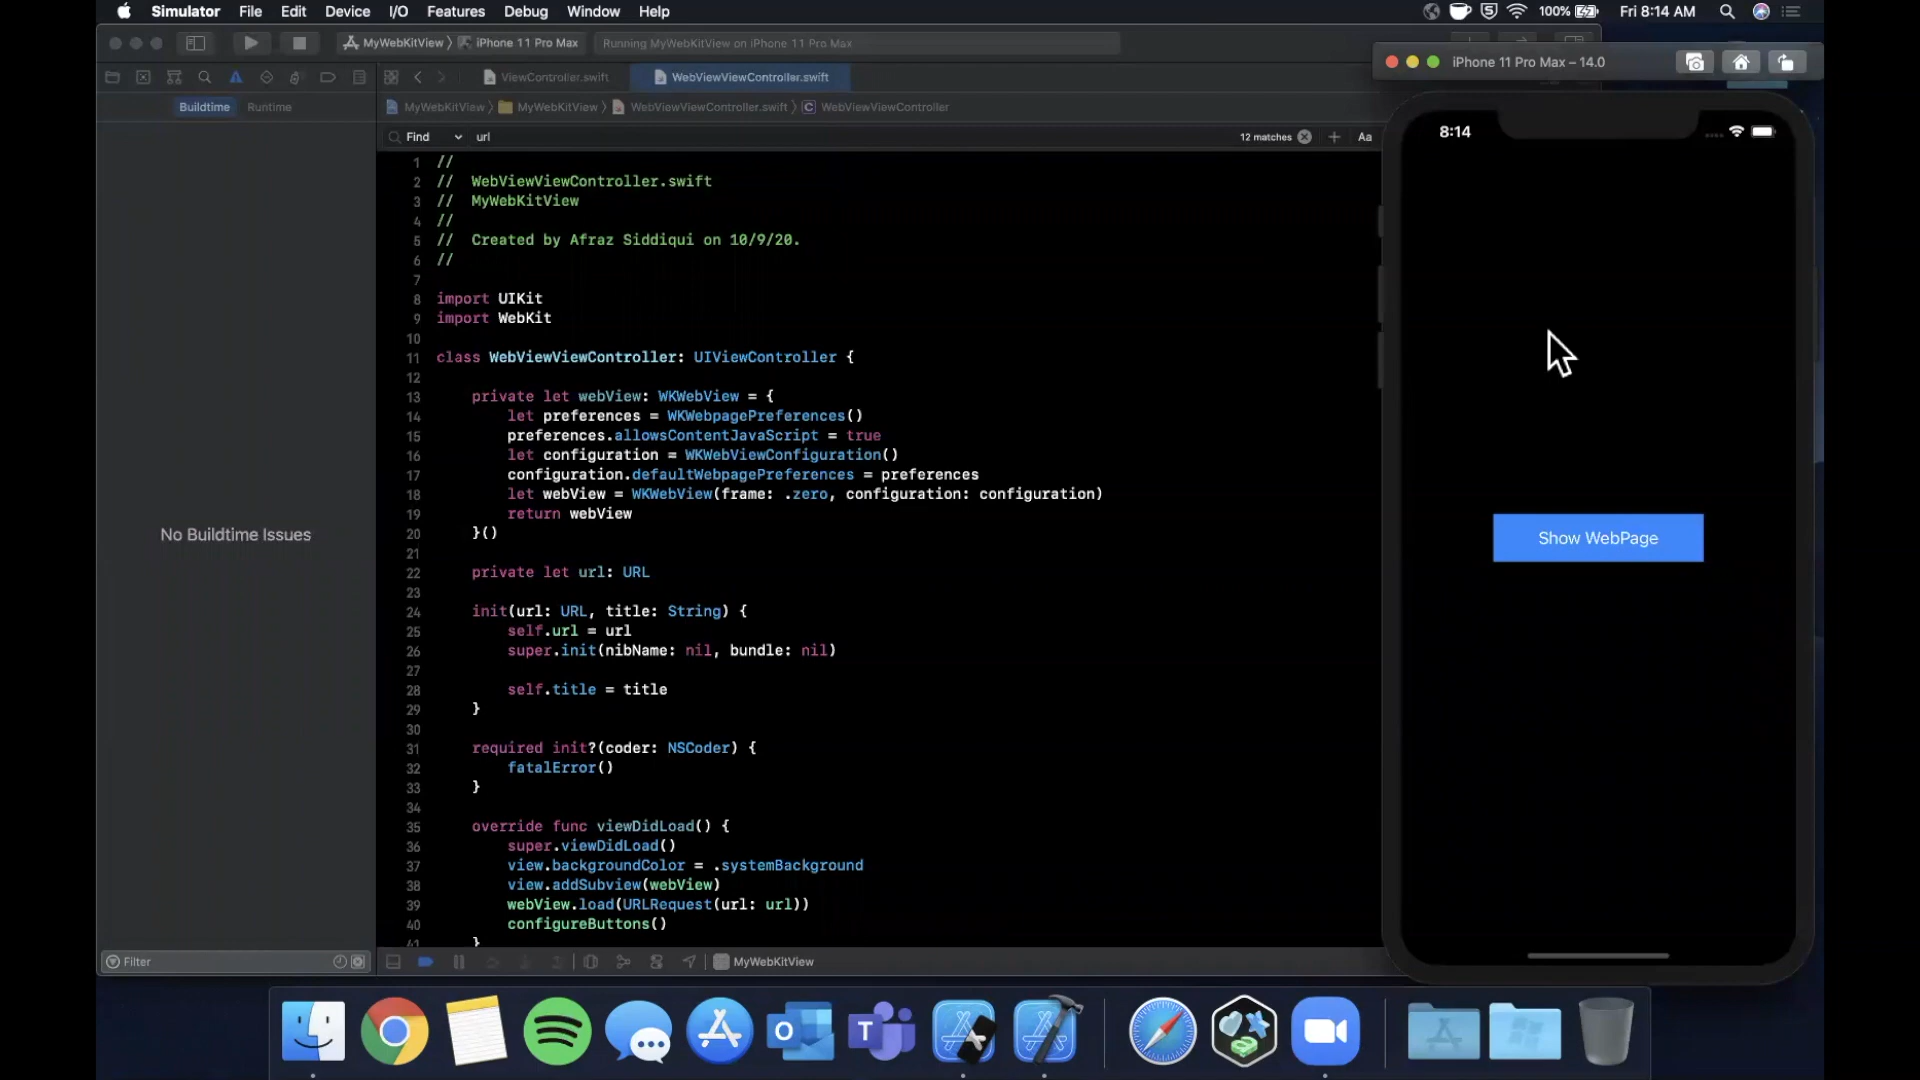 Simulator File Edit Device I/O Features Debug Window Help 100% Fri 8:14 AM
MyWebKitView iPhone 11 Pro Max Running MyWebKitView on iPhone 11 Pro Max
iPhone 11 Pro Max – 14.0
ViewController.swift WebViewViewController.swift
Buildtime Runtime
MyWebKitView MyWebKitView WebViewViewController.swift C WebViewViewController
Find url 12 matches Aa
8:14
1 //
2 //  WebViewViewController.swift
3 //  MyWebKitView
4 //
5 //  Created by Afraz Siddiqui on 10/9/20.
6 //
7
8 import UIKit
9 import WebKit
10
11 class WebViewViewController: UIViewController {
12
13     private let webView: WKWebView = {
14         let preferences = WKWebpagePreferences()
15         preferences.allowsContentJavaScript = true
16         let configuration = WKWebViewConfiguration()
17         configuration.defaultWebpagePreferences = preferences
18         let webView = WKWebView(frame: .zero, configuration: configuration)
19         return webView
20     }()
21
22     private let url: URL
23
24     init(url: URL, title: String) {
25         self.url = url
26         super.init(nibName: nil, bundle: nil)
27
28         self.title = title
29     }
30
31     required init?(coder: NSCoder) {
32         fatalError()
33     }
34
35     override func viewDidLoad() {
36         super.viewDidLoad()
37         view.backgroundColor = .systemBackground
38         view.addSubview(webView)
39         webView.load(URLRequest(url: url))
40         configureButtons()
41     }
No Buildtime Issues
Show WebPage
Filter
MyWebKitView